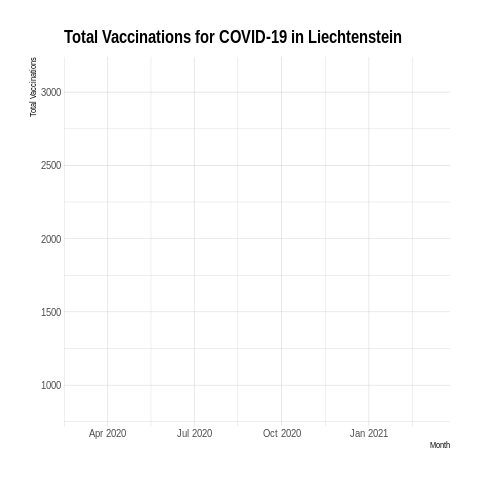 Total Vaccinations for COVID-19 in Liechtenstein
Total Vaccinations
3000
2500
2000
1500
1000
Apr 2020
Jul 2020
Oct 2020
Jan 2021
Month